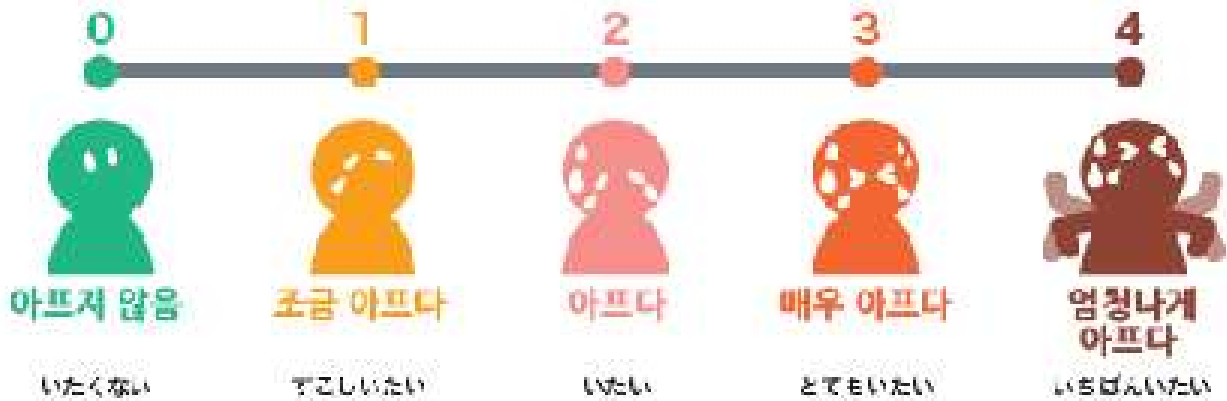 0 1 2 3 4
아프지 않음 조금 아프다 아프다 매우 아프다 엄청나게
아프다
いたくない すこしいたい いたい とてもいたい いちばんいたい